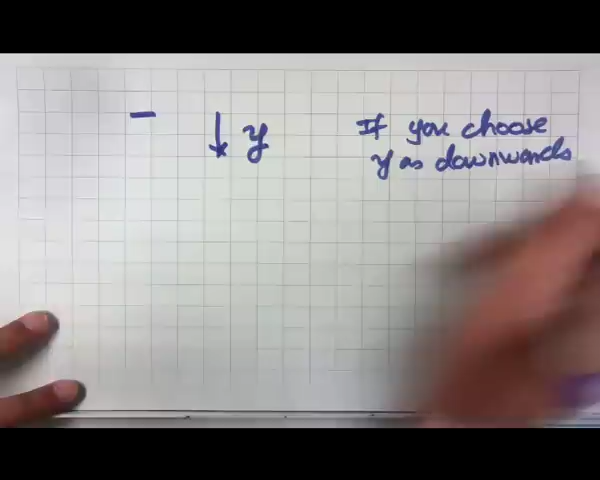 - ↓ y
If you choose
y as downwards